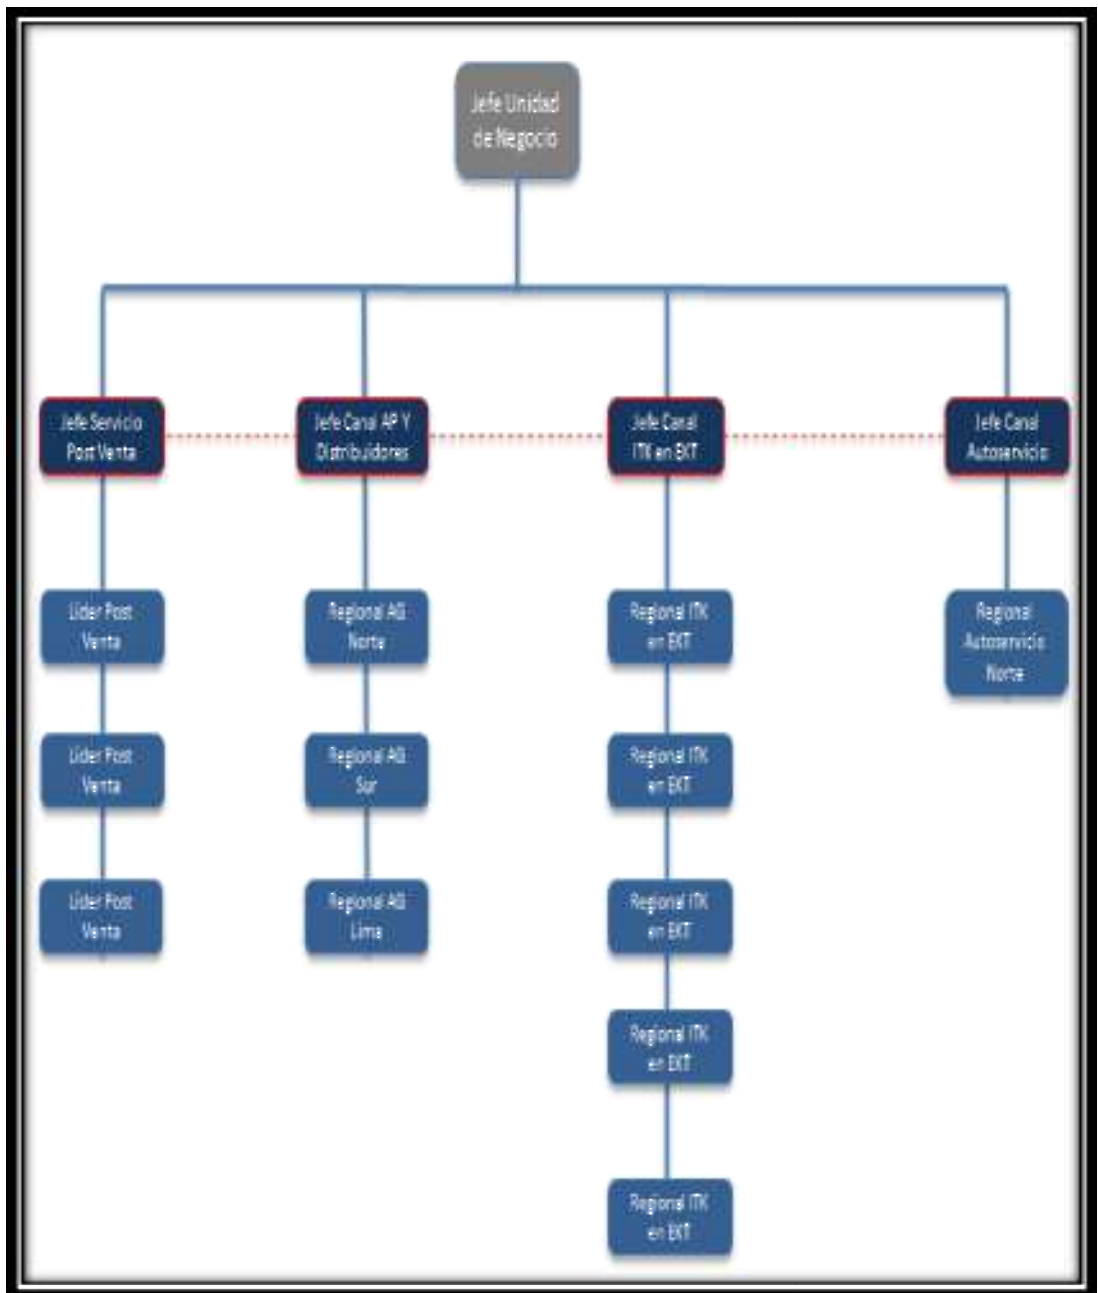 Jefe Unidad
de Negocio
Jefe Servicio
Post Venta
Jefe Canal AP Y
Distribuidores
Jefe Canal
ITK en EKT
Jefe Canal
Autoservicio
Líder Post
Venta
Regional AG
Norte
Regional ITK
en EKT
Regional
Autoservicio
Norte
Líder Post
Venta
Regional AG
Sur
Regional ITK
en EKT
Líder Post
Venta
Regional AG
Lima
Regional ITK
en EKT
Regional ITK
en EKT
Regional ITK
en EKT